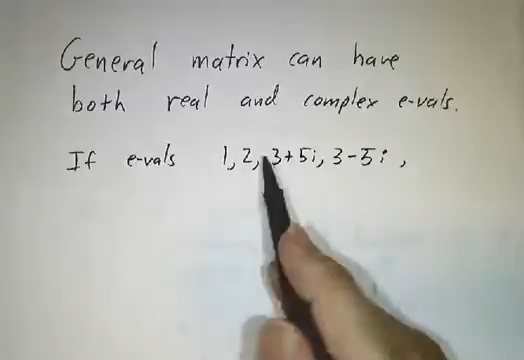 General matrix can have
both real and complex e-vals.
If e-vals 1, 2, 3+5i, 3-5i,